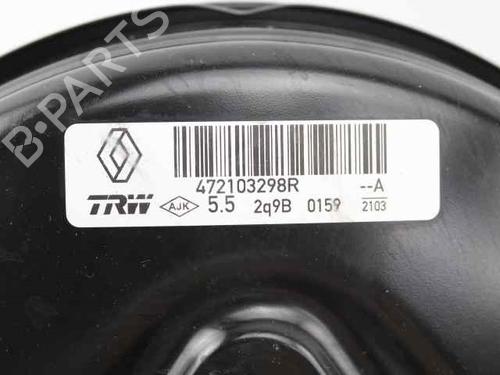 B-PARTS
472103298R --A
TRW AJK 5.5 2q9B 0159 2103